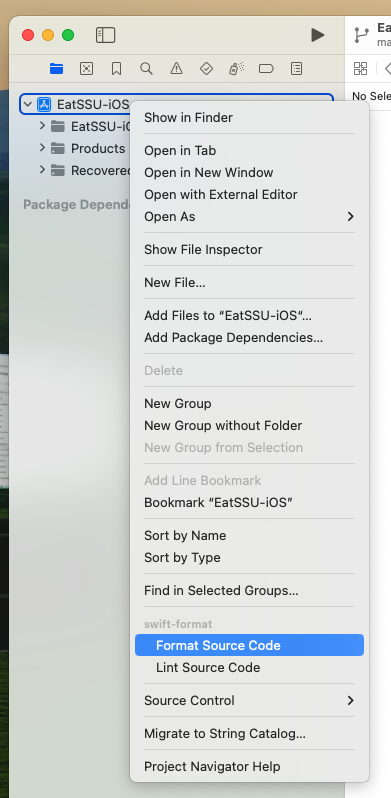 Ea
ma
No Sele
EatSSU-iOS
EatSSU-iO
Products
Recovered
Package Depend
Show in Finder
Open in Tab
Open in New Window
Open with External Editor
Open As
Show File Inspector
New File...
Add Files to “EatSSU-iOS”...
Add Package Dependencies...
Delete
New Group
New Group without Folder
New Group from Selection
Add Line Bookmark
Bookmark “EatSSU-iOS”
Sort by Name
Sort by Type
Find in Selected Groups...
swift-format
Format Source Code
Lint Source Code
Source Control
Migrate to String Catalog...
Project Navigator Help